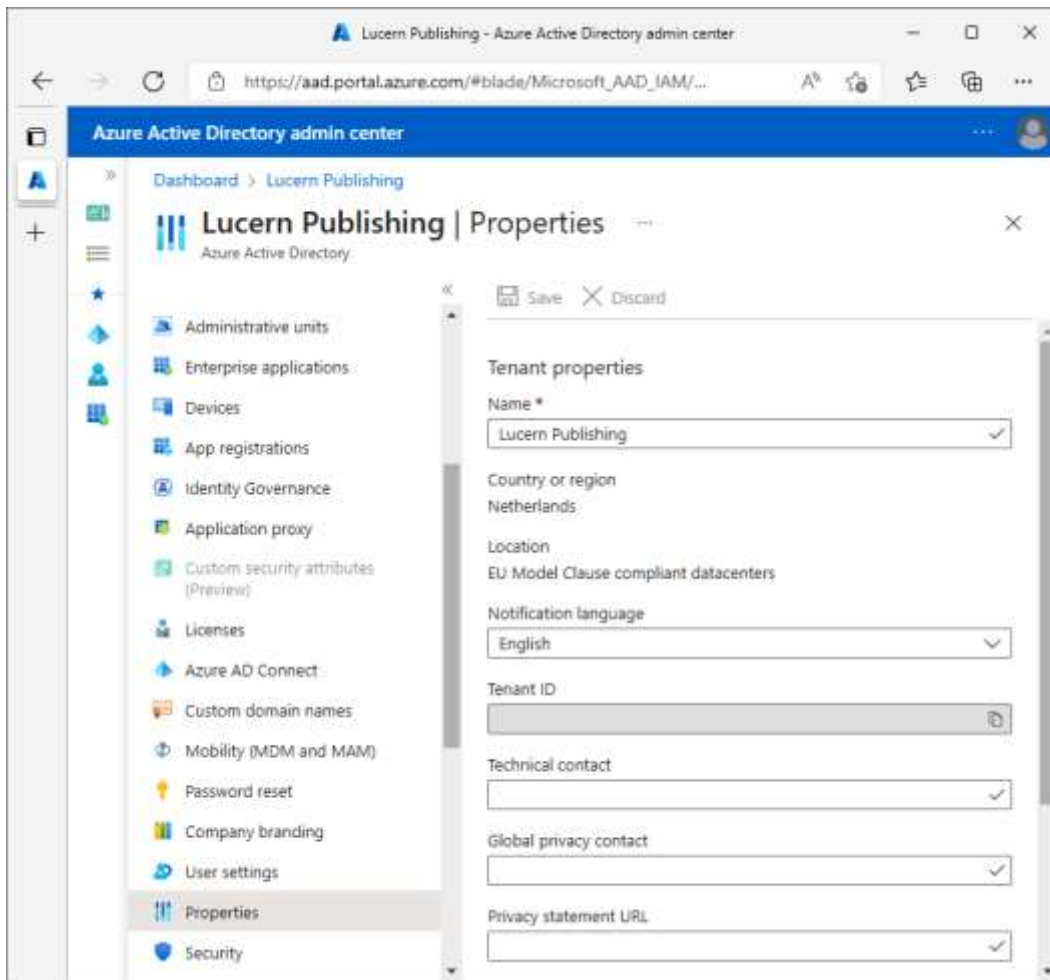 Lucern Publishing - Azure Active Directory admin center
https://aad.portal.azure.com/#blade/Microsoft_AAD_IAM/...
Azure Active Directory admin center
Dashboard > Lucern Publishing
Lucern Publishing | Properties
Azure Active Directory
Save Discard
Administrative units
Enterprise applications
Devices
App registrations
Identity Governance
Application proxy
Custom security attributes
(Preview)
Licenses
Azure AD Connect
Custom domain names
Mobility (MDM and MAM)
Password reset
Company branding
User settings
Properties
Security
Tenant properties
Name *
Lucern Publishing
Country or region
Netherlands
Location
EU Model Clause compliant datacenters
Notification language
English
Tenant ID
Technical contact
Global privacy contact
Privacy statement URL